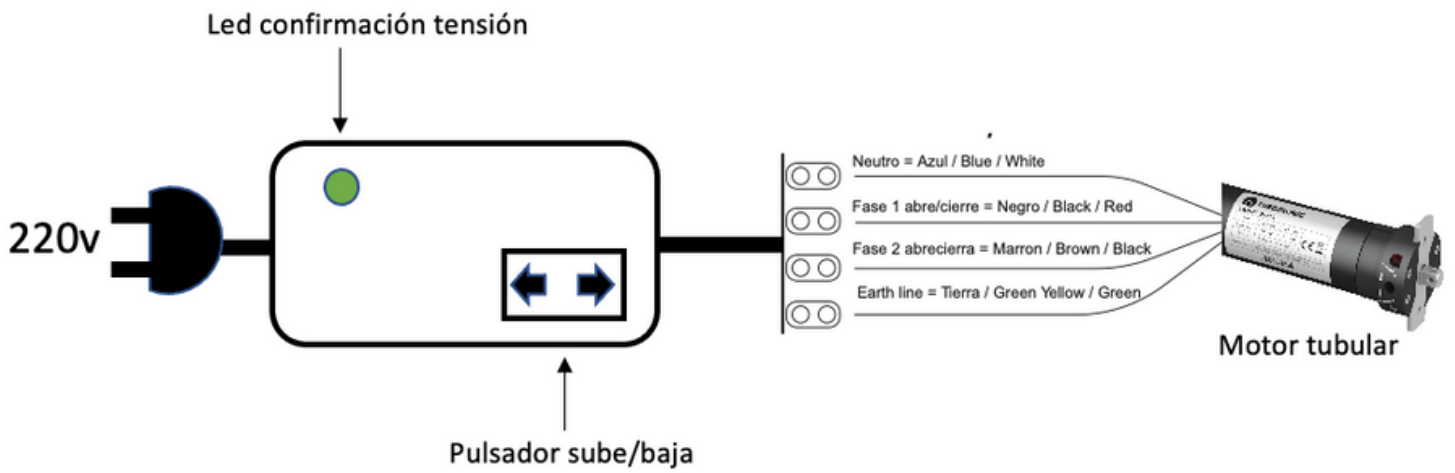 Led confirmación tensión
220v
Neutro = Azul / Blue / White
Fase 1 abre/cierre = Negro / Black / Red
Fase 2 abrecierra = Marron / Brown / Black
Earth line = Tierra / Green Yellow / Green
Motor tubular
Pulsador sube/baja